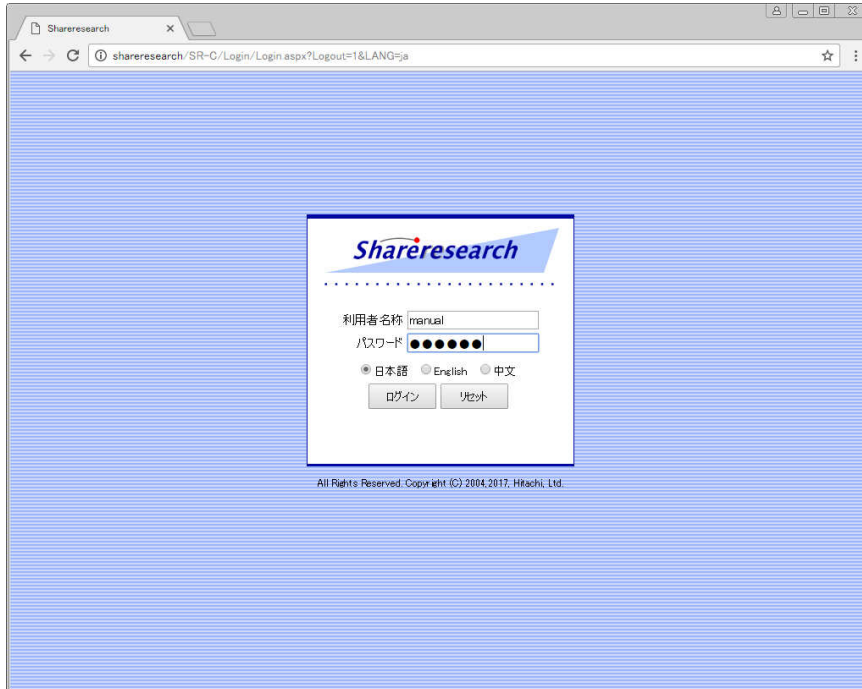 Shareresearch
shareresearch/SR-C/Login/Login.aspx?Logout=1&LANG=ja
Shareresearch
利用者名称 manual
パスワード ●●●●●●
日本語 English 中文
ログイン リセット
All Rights Reserved. Copyright (C) 2004,2017, Hitachi, Ltd.